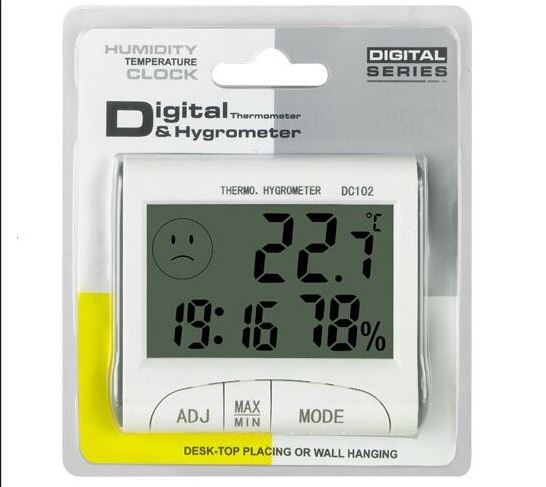 HUMIDITY
TEMPERATURE
CLOCK
DIGITAL
SERIES
Digital Thermometer
& Hygrometer
THERMO. HYGROMETER DC102
22.7 °C
19:16 78%
ADJ MAX MIN MODE
DESK-TOP PLACING OR WALL HANGING